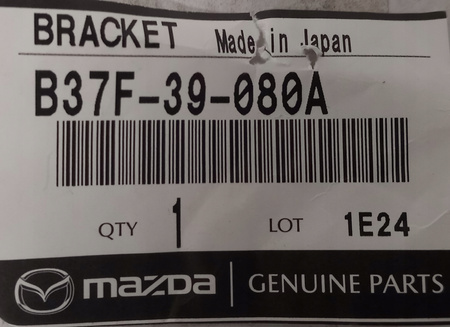 BRACKET Made in Japan
B37F-39-080A
QTY 1 LOT 1E24
mazda GENUINE PARTS